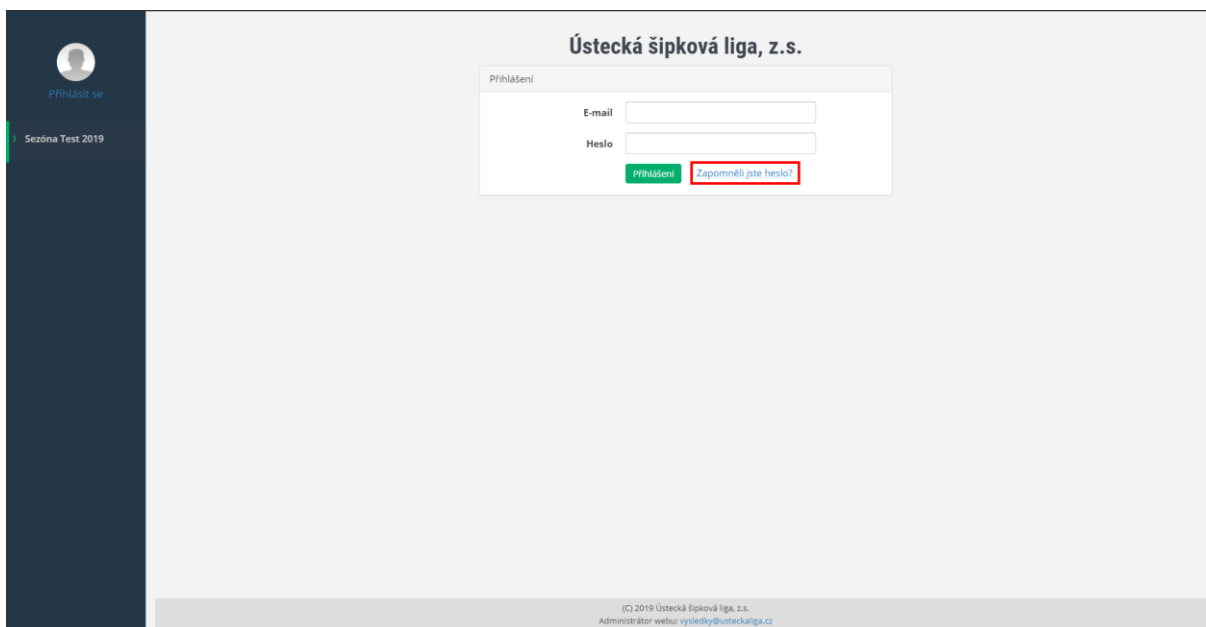 Přihlásit se
Sezóna Test 2019
Ústecká šipková liga, z.s.
Přihlášení
E-mail
Heslo
Přihlášení Zapomněli jste heslo?
(C) 2019 Ústecká šipková liga, z.s.
Administrátor webu: vysledky@usteckaliga.cz